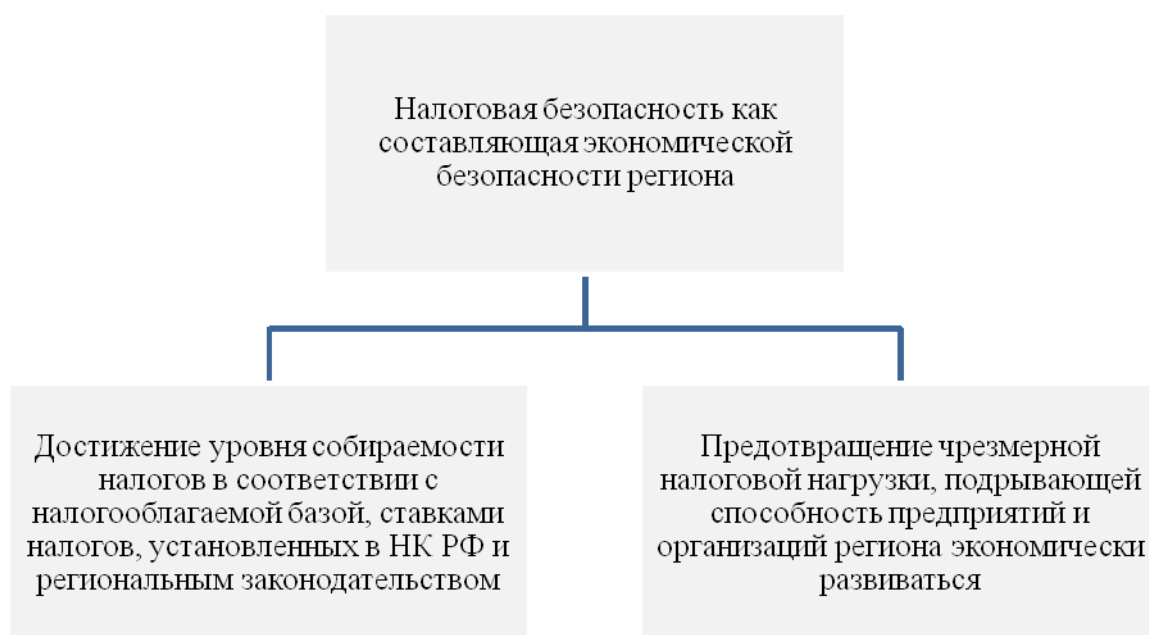 Налоговая безопасность как
составляющая экономической
безопасности региона
Достижение уровня собираемости
налогов в соответствии с
налогооблагаемой базой, ставками
налогов, установленных в НК РФ и
региональным законодательством
Предотвращение чрезмерной
налоговой нагрузки, подрывающей
способность предприятий и
организаций региона экономически
развиваться